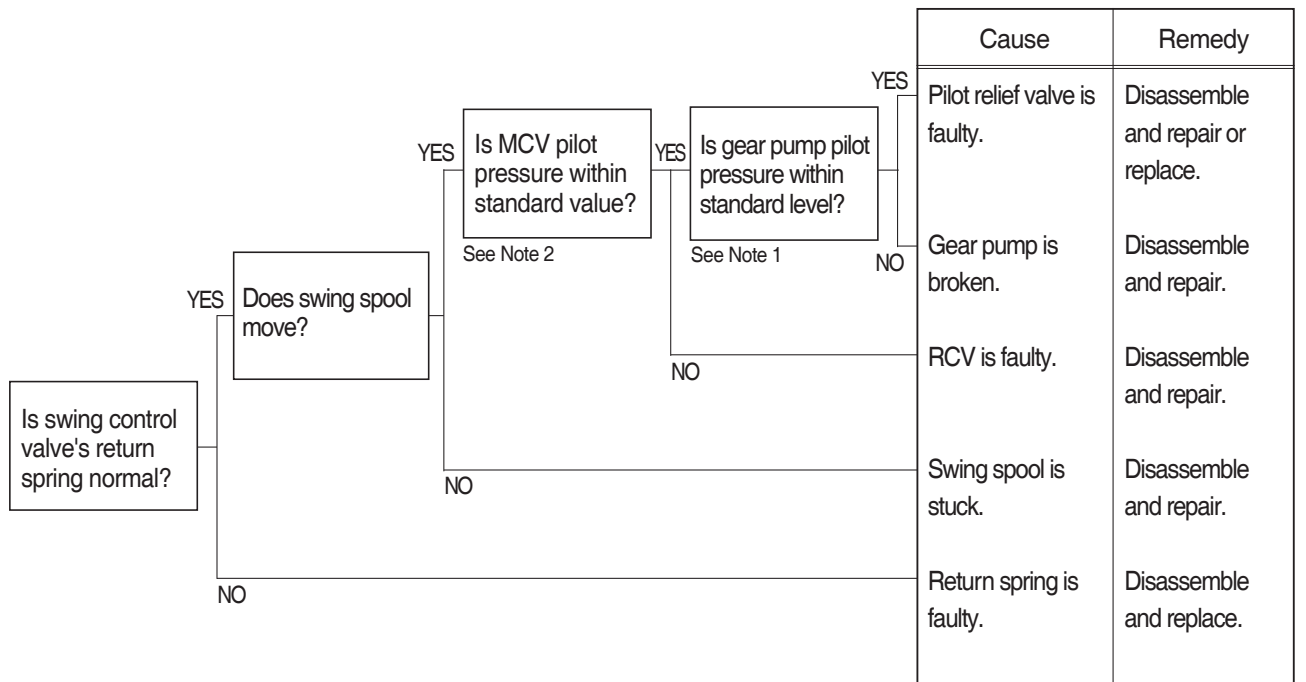 Cause
Remedy
YES
Pilot relief valve is
faulty.
Disassemble
and repair or
replace.
YES
Is MCV pilot
pressure within
standard value?
See Note 2
YES
Is gear pump pilot
pressure within
standard level?
See Note 1
NO
Gear pump is
broken.
Disassemble
and repair.
YES
Does swing spool
move?
NO
RCV is faulty.
Disassemble
and repair.
Is swing control
valve's return
spring normal?
NO
Swing spool is
stuck.
Disassemble
and repair.
NO
Return spring is
faulty.
Disassemble
and replace.